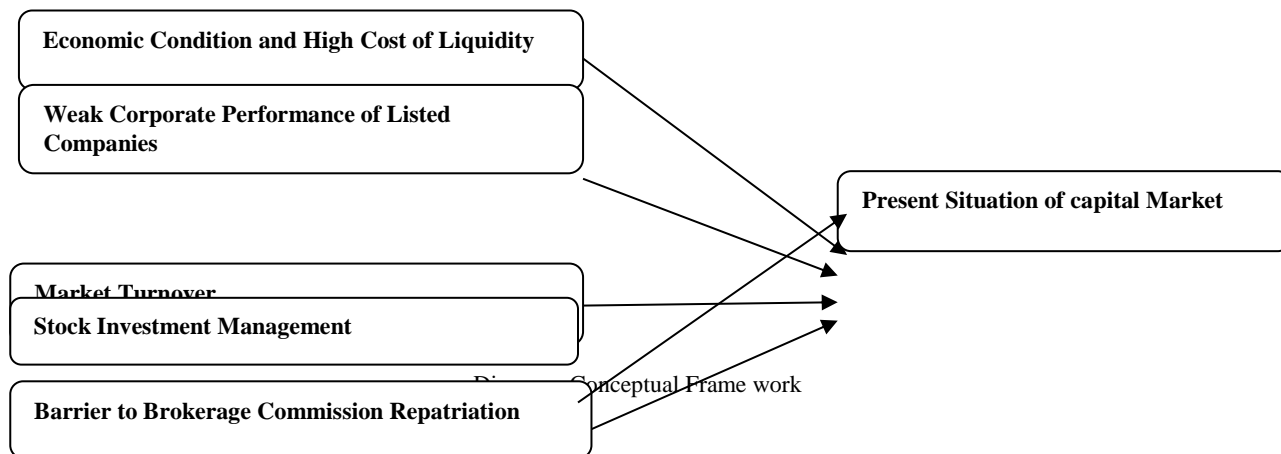 Economic Condition and High Cost of Liquidity
Weak Corporate Performance of Listed
Companies
Present Situation of capital Market
Market Turnover
Stock Investment Management
Conceptual Frame work
Barrier to Brokerage Commission Repatriation